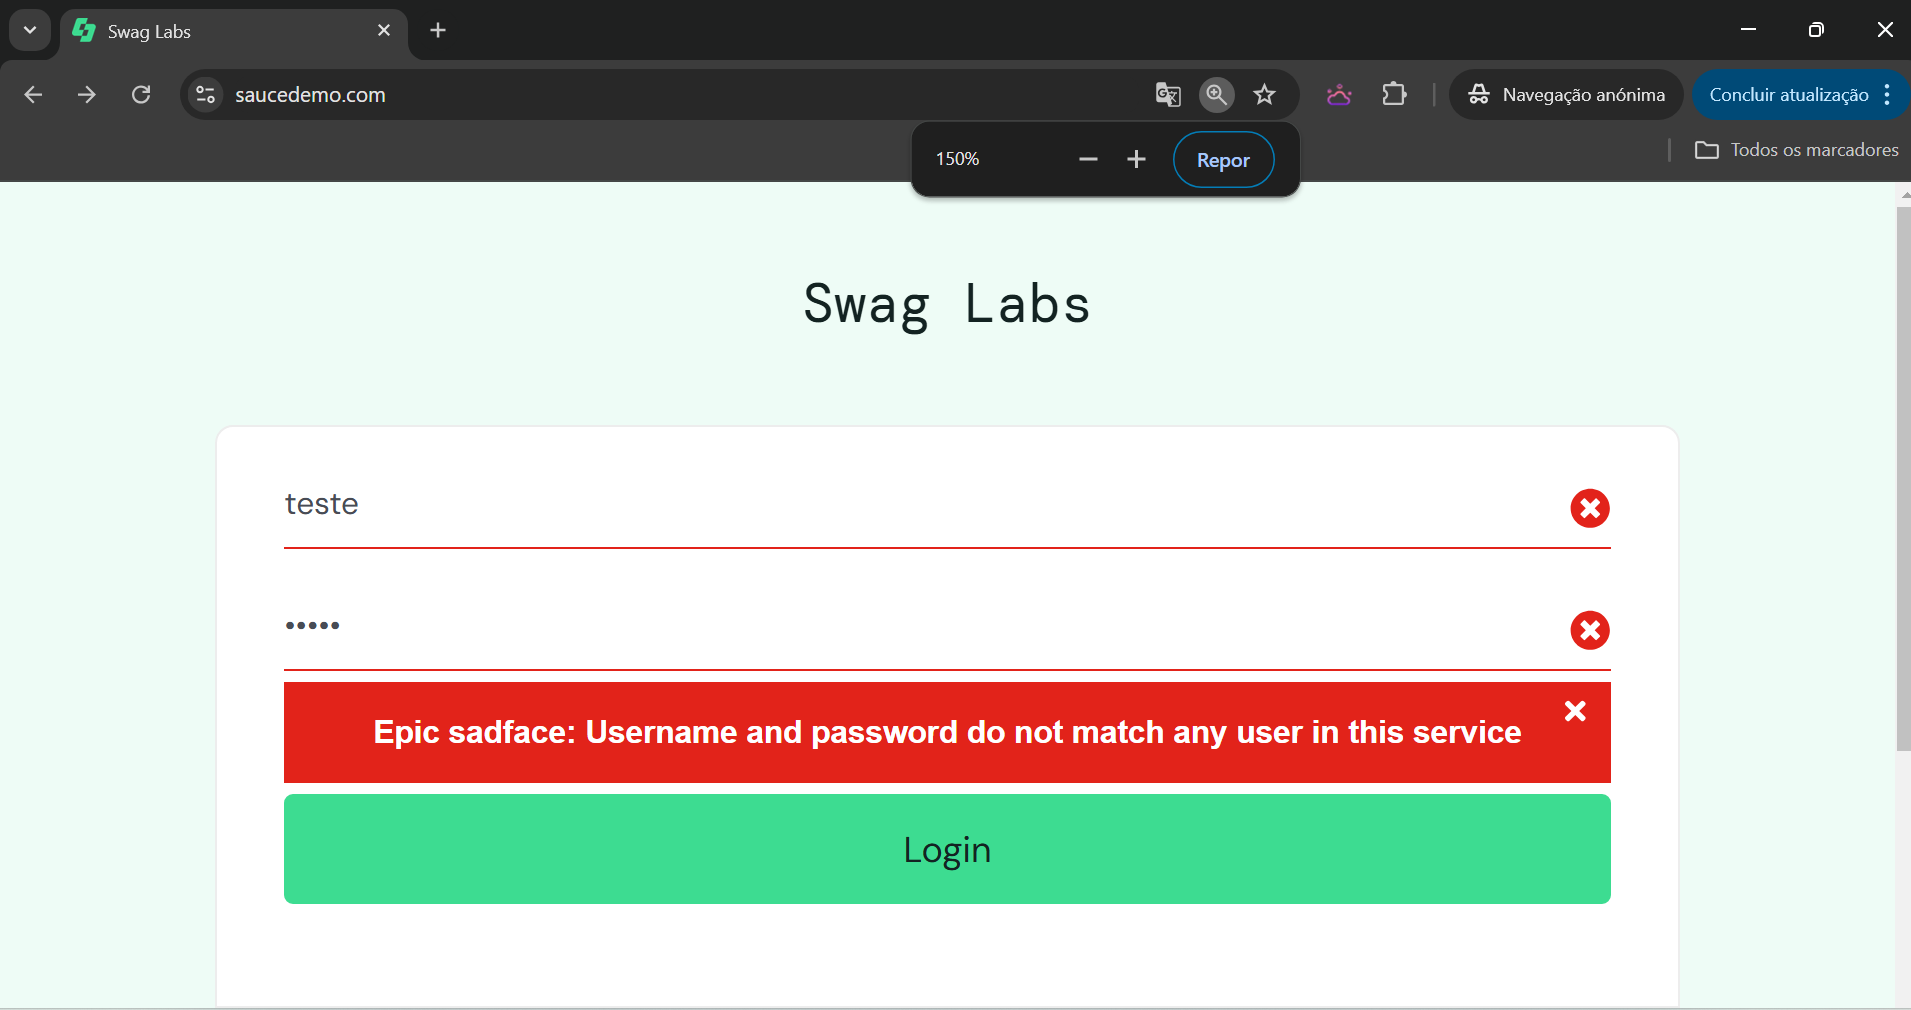 Swag Labs
saucedemo.com
Navegação anónima
Concluir atualização
Todos os marcadores
150%
Repor
Swag Labs
teste
•••••
Epic sadface: Username and password do not match any user in this service
Login